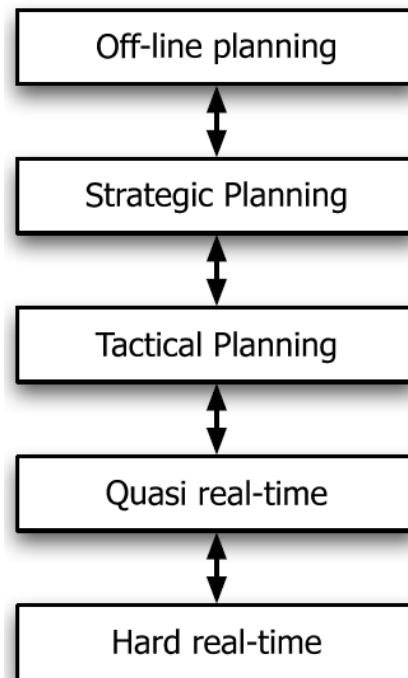 Off-line planning
Strategic Planning
Tactical Planning
Quasi real-time
Hard real-time